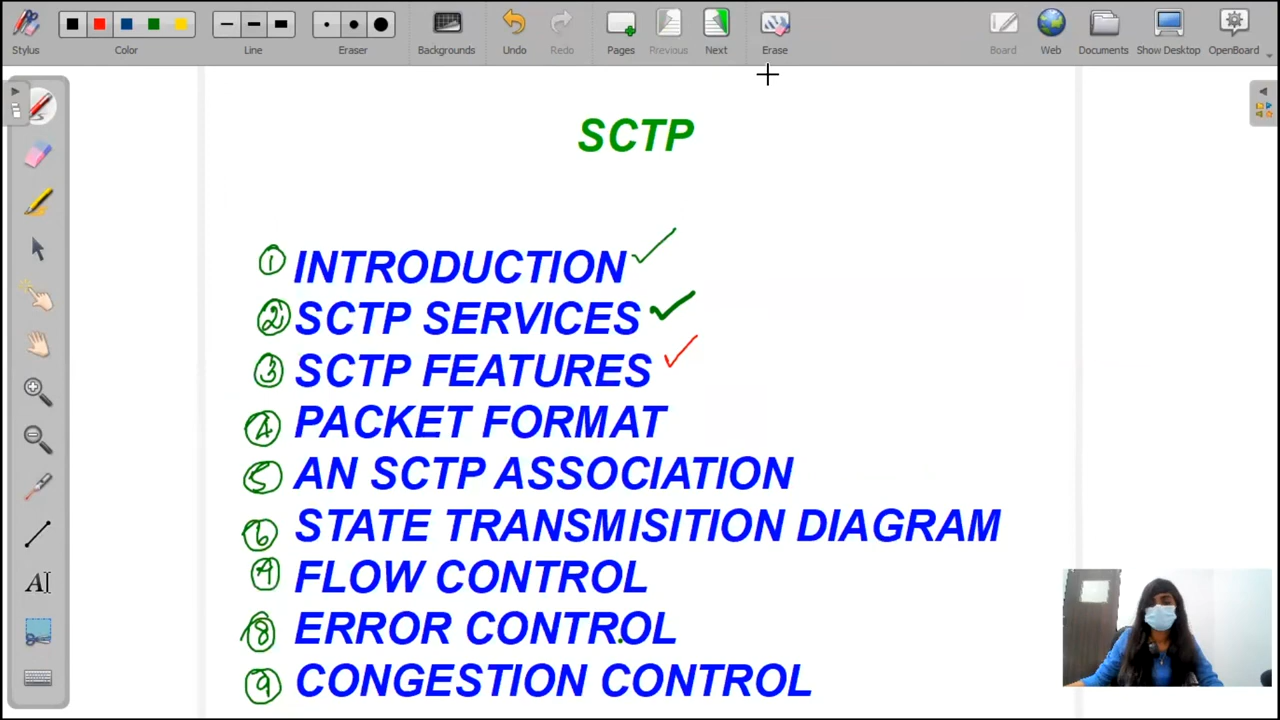 Stylus Color Line Eraser Backgrounds Undo Redo Pages Previous Next Erase Board Web Documents Show Desktop OpenBoard
SCTP
1 INTRODUCTION
2 SCTP SERVICES
3 SCTP FEATURES
4 PACKET FORMAT
5 AN SCTP ASSOCIATION
6 STATE TRANSMISITION DIAGRAM
7 FLOW CONTROL
8 ERROR CONTROL
9 CONGESTION CONTROL
AI